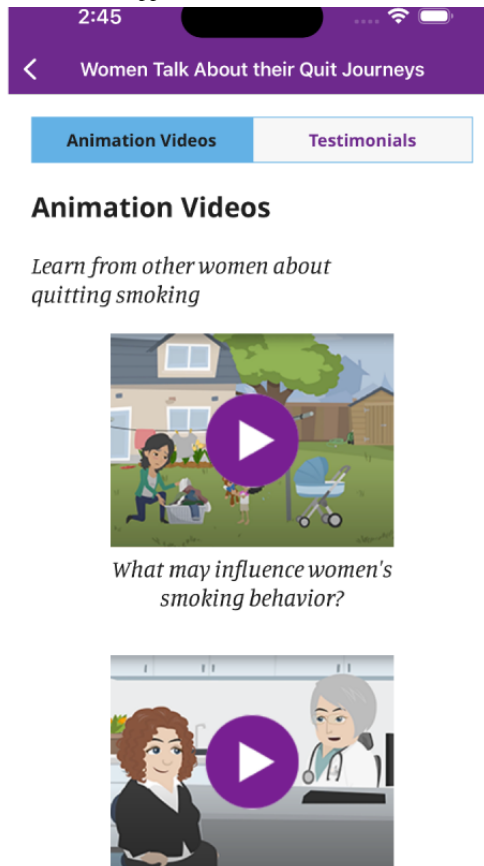 2:45
Women Talk About their Quit Journeys
Animation Videos
Testimonials
Animation Videos
Learn from other women about
quitting smoking
What may influence women's
smoking behavior?